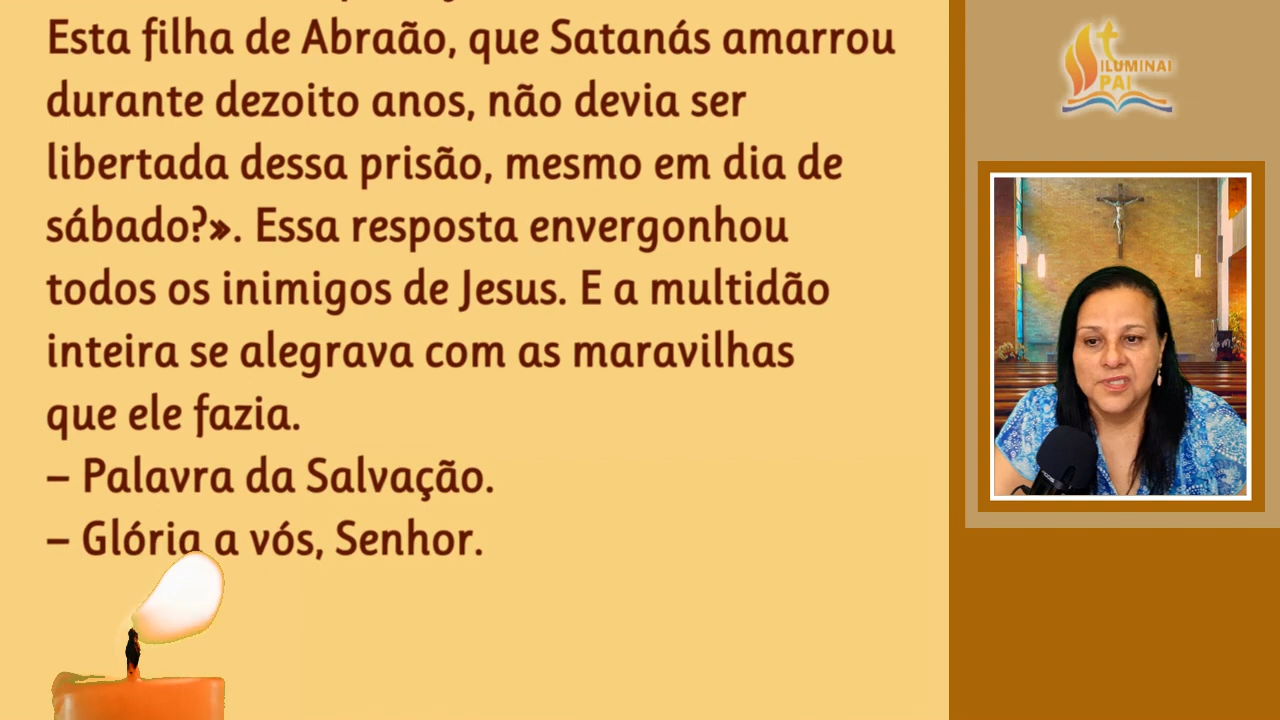 Esta filha de Abraão, que Satanás amarrou
durante dezoito anos, não devia ser
libertada dessa prisão, mesmo em dia de
sábado?». Essa resposta envergonhou
todos os inimigos de Jesus. E a multidão
inteira se alegrava com as maravilhas
que ele fazia.
– Palavra da Salvação.
– Glória a vós, Senhor.
ILUMINAI
PAI